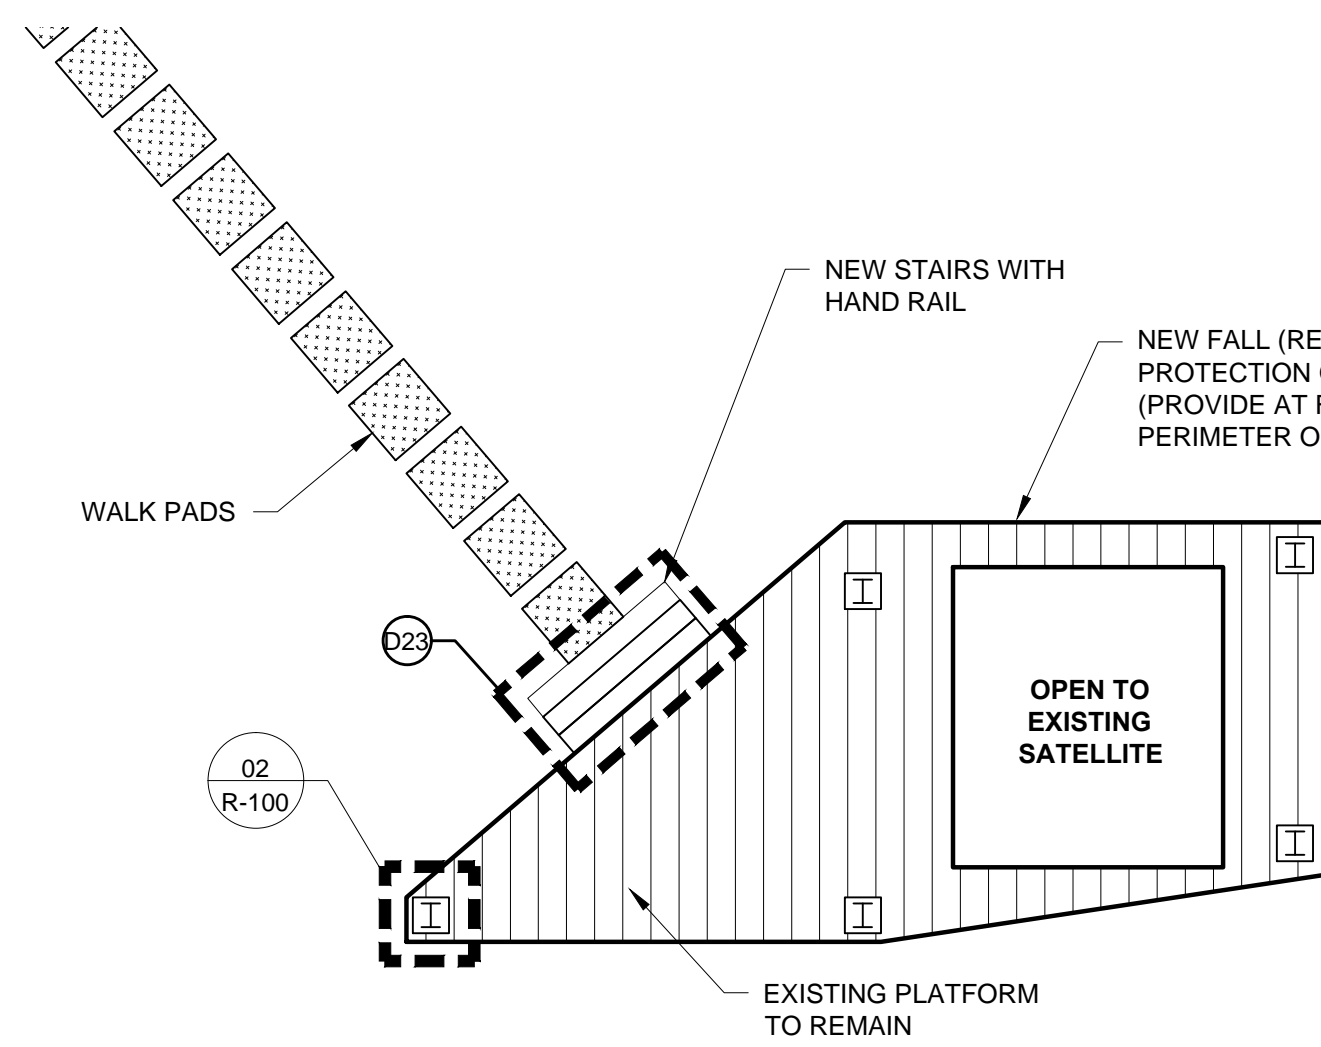 NEW STAIRS WITH
HAND RAIL
NEW FALL (RE
PROTECTION
(PROVIDE AT
PERIMETER O
WALK PADS
D23
OPEN TO
EXISTING
SATELLITE
02
R-100
EXISTING PLATFORM
TO REMAIN